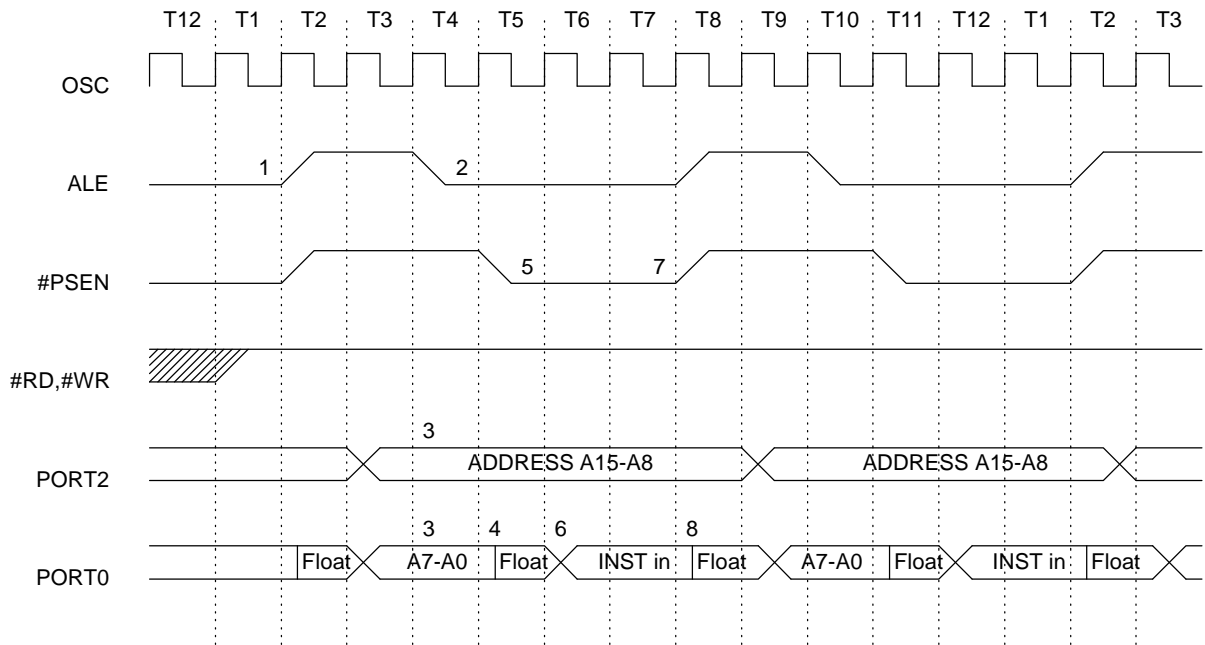 T12 T1 T2 T3 T4 T5 T6 T7 T8 T9 T10 T11 T12 T1 T2 T3
OSC
1 2
ALE
5 7
#PSEN
#RD,#WR
3
ADDRESS A15-A8 ADDRESS A15-A8
PORT2
3 4 6 8
Float A7-A0 Float INST in Float A7-A0 Float INST in Float
PORT0